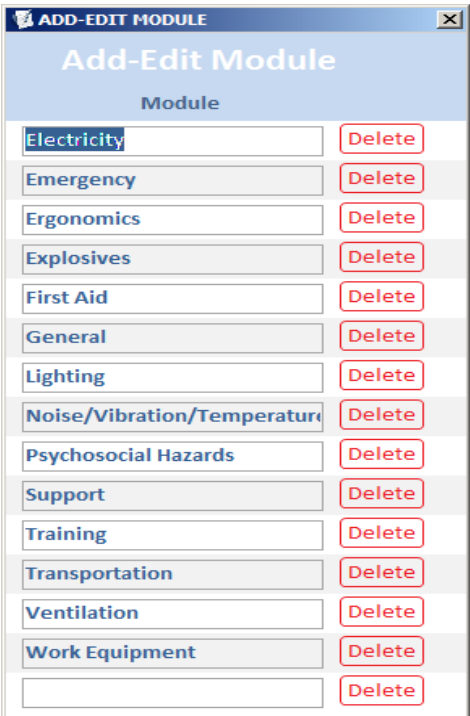 ADD-EDIT MODULE
Add-Edit Module
Module
Electricity Delete
Emergency Delete
Ergonomics Delete
Explosives Delete
First Aid Delete
General Delete
Lighting Delete
Noise/Vibration/Temperature Delete
Psychosocial Hazards Delete
Support Delete
Training Delete
Transportation Delete
Ventilation Delete
Work Equipment Delete
Delete